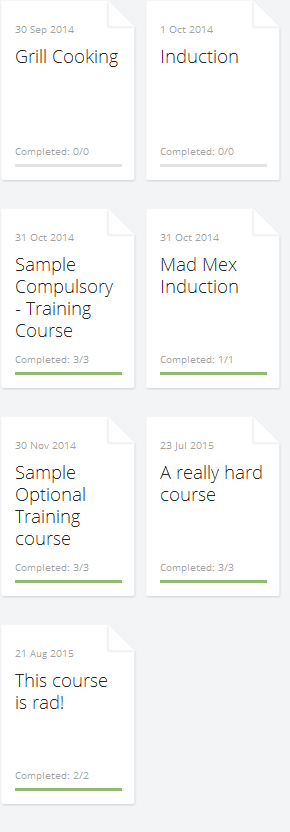 30 Sep 2014
Grill Cooking
Completed: 0/0
1 Oct 2014
Induction
Completed: 0/0
31 Oct 2014
Sample
Compulsory
- Training
Course
Completed: 3/3
31 Oct 2014
Mad Mex
Induction
Completed: 1/1
30 Nov 2014
Sample
Optional
Training
course
Completed: 3/3
23 Jul 2015
A really hard
course
Completed: 3/3
21 Aug 2015
This course
is rad!
Completed: 2/2